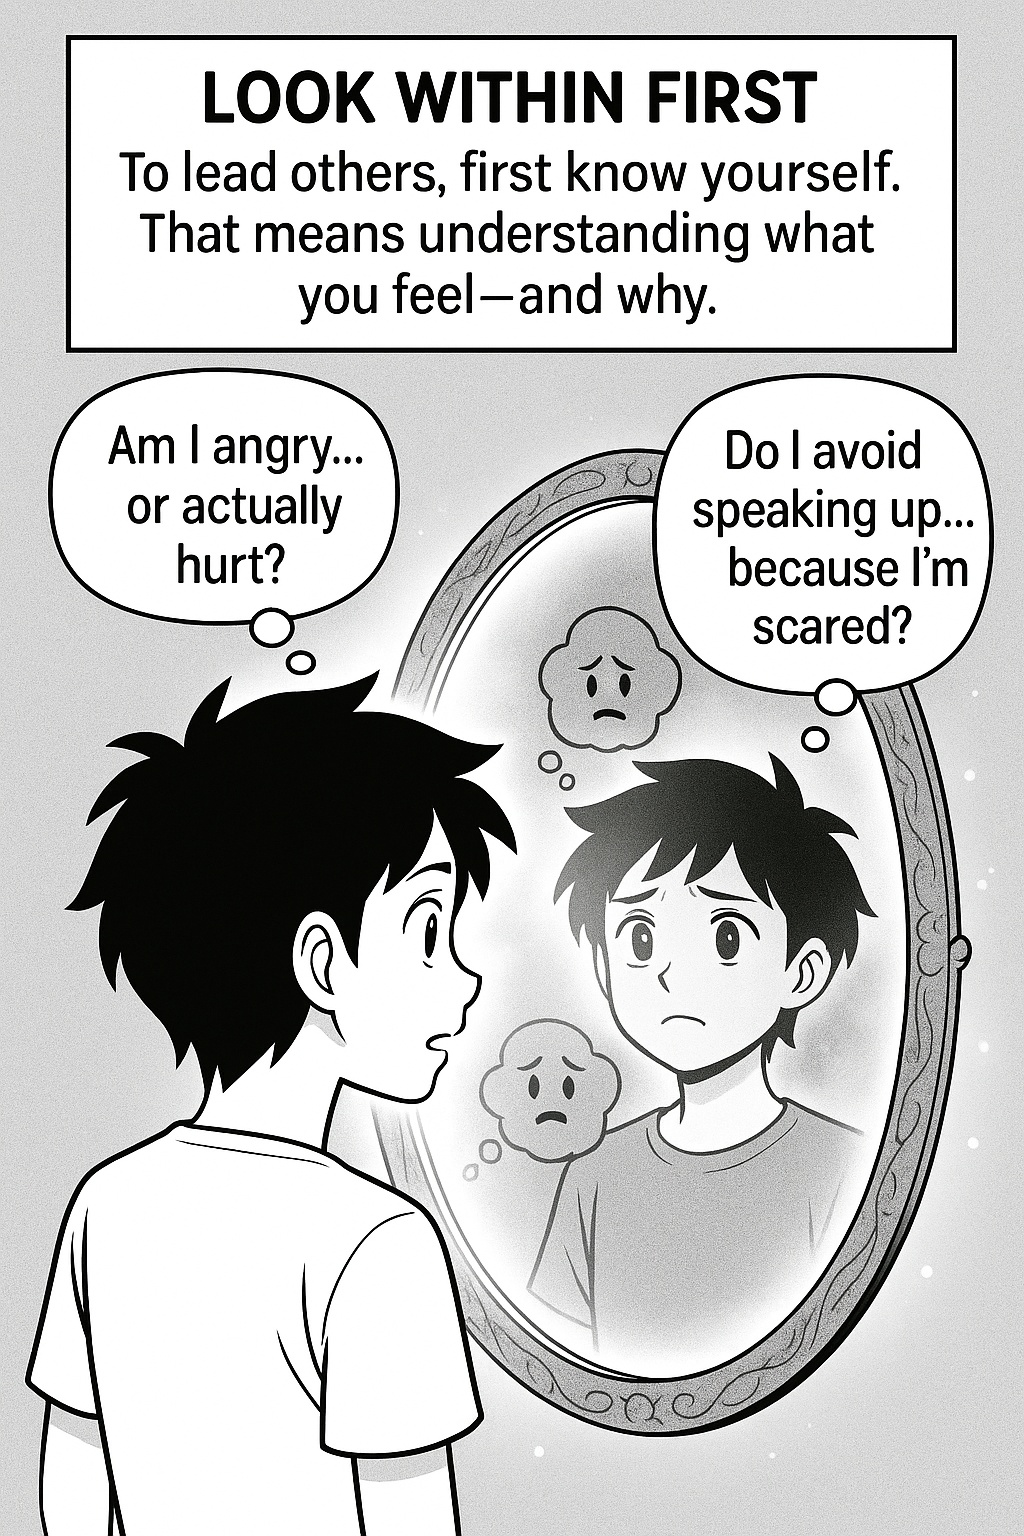 LOOK WITHIN FIRST
To lead others, first know yourself.
That means understanding what
you feel—and why.
Am I angry...
or actually
hurt?
Do I avoid
speaking up...
because I'm
scared?